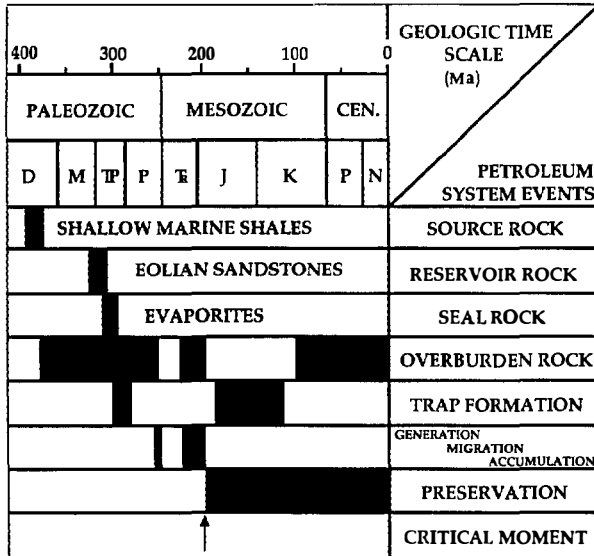 GEOLOGIC TIME
SCALE
(Ma)
400 300 200 100 0
PALEOZOIC MESOZOIC CEN.
D M P P TR J K P N
PETROLEUM
SYSTEM EVENTS
SHALLOW MARINE SHALES SOURCE ROCK
EOLIAN SANDSTONES RESERVOIR ROCK
EVAPORITES SEAL ROCK
OVERBURDEN ROCK
TRAP FORMATION
GENERATION
MIGRATION
ACCUMULATION
PRESERVATION
CRITICAL MOMENT